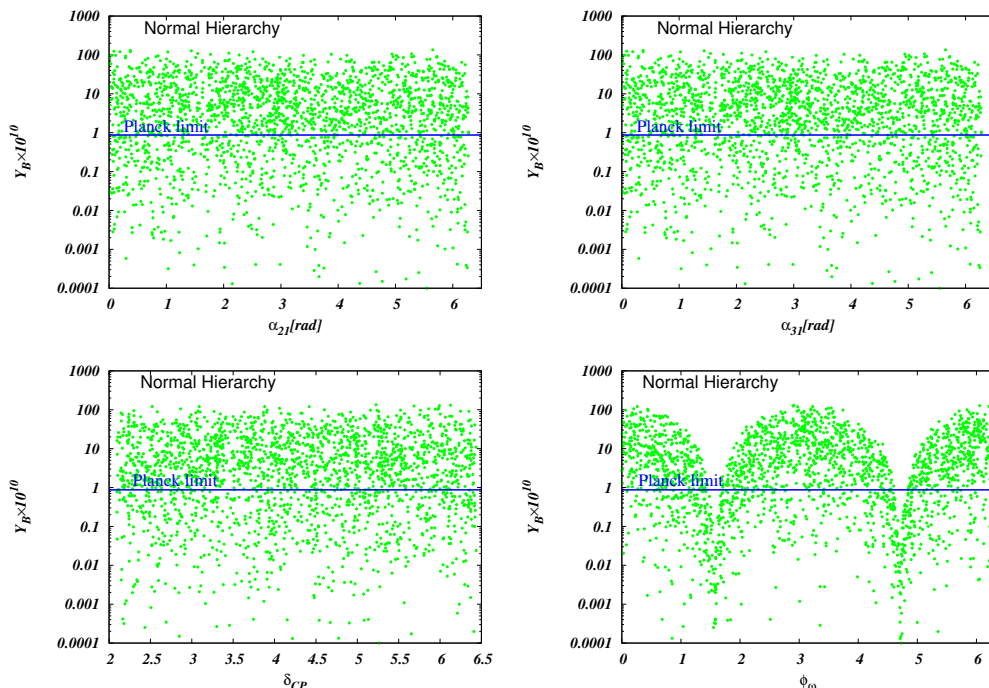 Normal Hierarchy
Planck limit
Y_B×10^10
1000
100
10
1
0.1
0.01
0.001
0.0001
0 1 2 3 4 5 6
α_21[rad]
Normal Hierarchy
Planck limit
Y_B×10^10
1000
100
10
1
0.1
0.01
0.001
0.0001
0 1 2 3 4 5 6
α_31[rad]
Normal Hierarchy
Planck limit
Y_B×10^10
1000
100
10
1
0.1
0.01
0.001
0.0001
2 2.5 3 3.5 4 4.5 5 5.5 6 6.5
δ_CP
Normal Hierarchy
Planck limit
Y_B×10^10
1000
100
10
1
0.1
0.01
0.001
0.0001
0 1 2 3 4 5 6
φ_ω